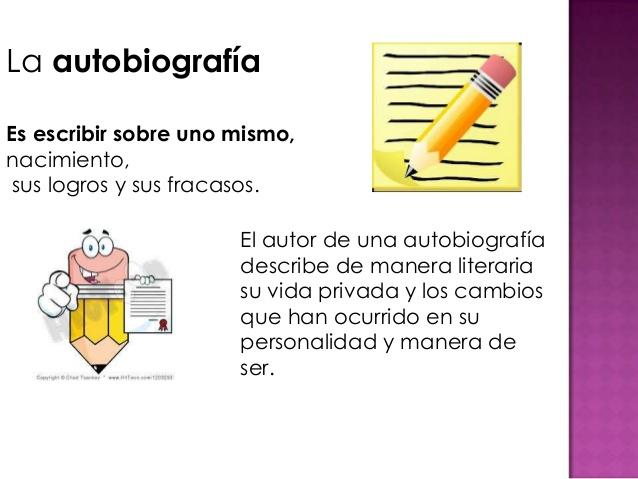 La autobiografía
Es escribir sobre uno mismo,
nacimiento,
sus logros y sus fracasos.
El autor de una autobiografía
describe de manera literaria
su vida privada y los cambios
que han ocurrido en su
personalidad y manera de
ser.